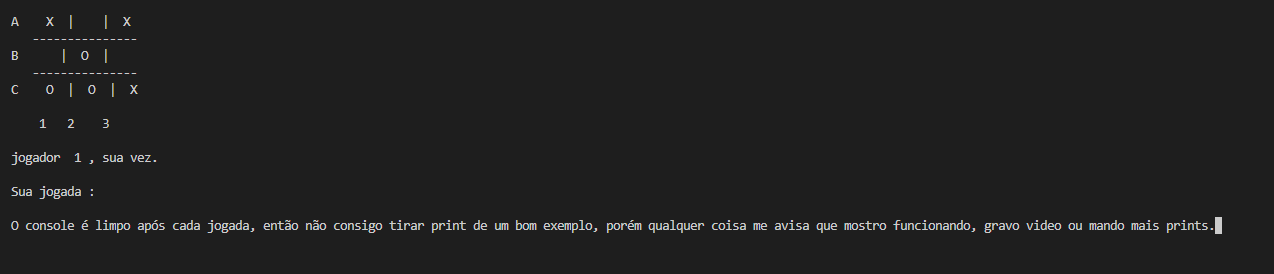 A    X  |    |  X
   ---------------
B      |  O  |
   ---------------
C    O  |  O  |  X
    1   2    3
jogador  1 , sua vez.
Sua jogada :
O console é limpo após cada jogada, então não consigo tirar print de um bom exemplo, porém qualquer coisa me avisa que mostro funcionando, gravo video ou mando mais prints.